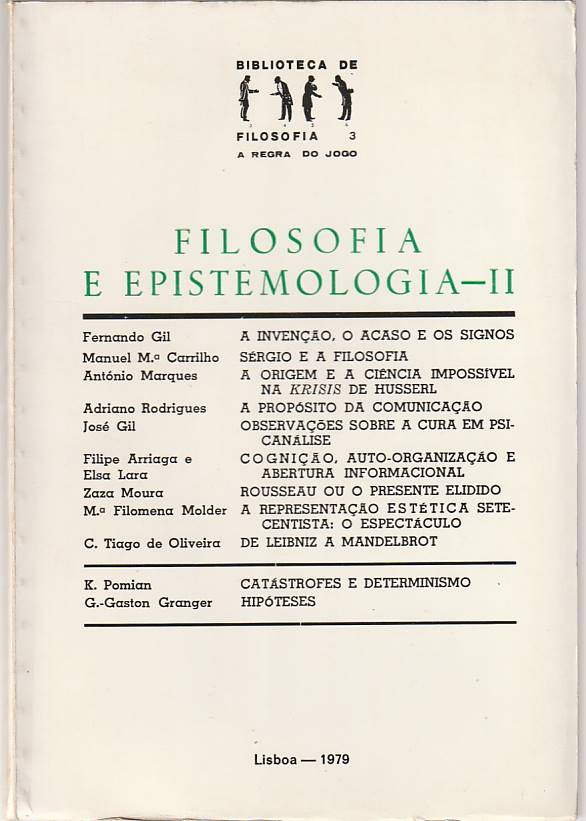 BIBLIOTECA DE
FILOSOFIA 3
A REGRA DO JOGO
FILOSOFIA
E EPISTEMOLOGIA—II
Fernando Gil A INVENÇÃO, O ACASO E OS SIGNOS
Manuel M.ª Carrilho SÉRGIO E A FILOSOFIA
António Marques A ORIGEM E A CIÊNCIA IMPOSSÍVEL
NA KRISIS DE HUSSERL
Adriano Rodrigues A PROPÓSITO DA COMUNICAÇÃO
José Gil OBSERVAÇÕES SOBRE A CURA EM PSI-
CANÁLISE
Filipe Arriaga e COGNIÇÃO, AUTO-ORGANIZAÇÃO E
Elsa Lara ABERTURA INFORMACIONAL
Zaza Moura ROUSSEAU OU O PRESENTE ELIDIDO
M.ª Filomena Molder A REPRESENTAÇÃO ESTÉTICA SETE-
CENTISTA: O ESPECTÁCULO
C. Tiago de Oliveira DE LEIBNIZ A MANDELBROT
K. Pomian CATÁSTROFES E DETERMINISMO
G.-Gaston Granger HIPÓTESES
Lisboa — 1979